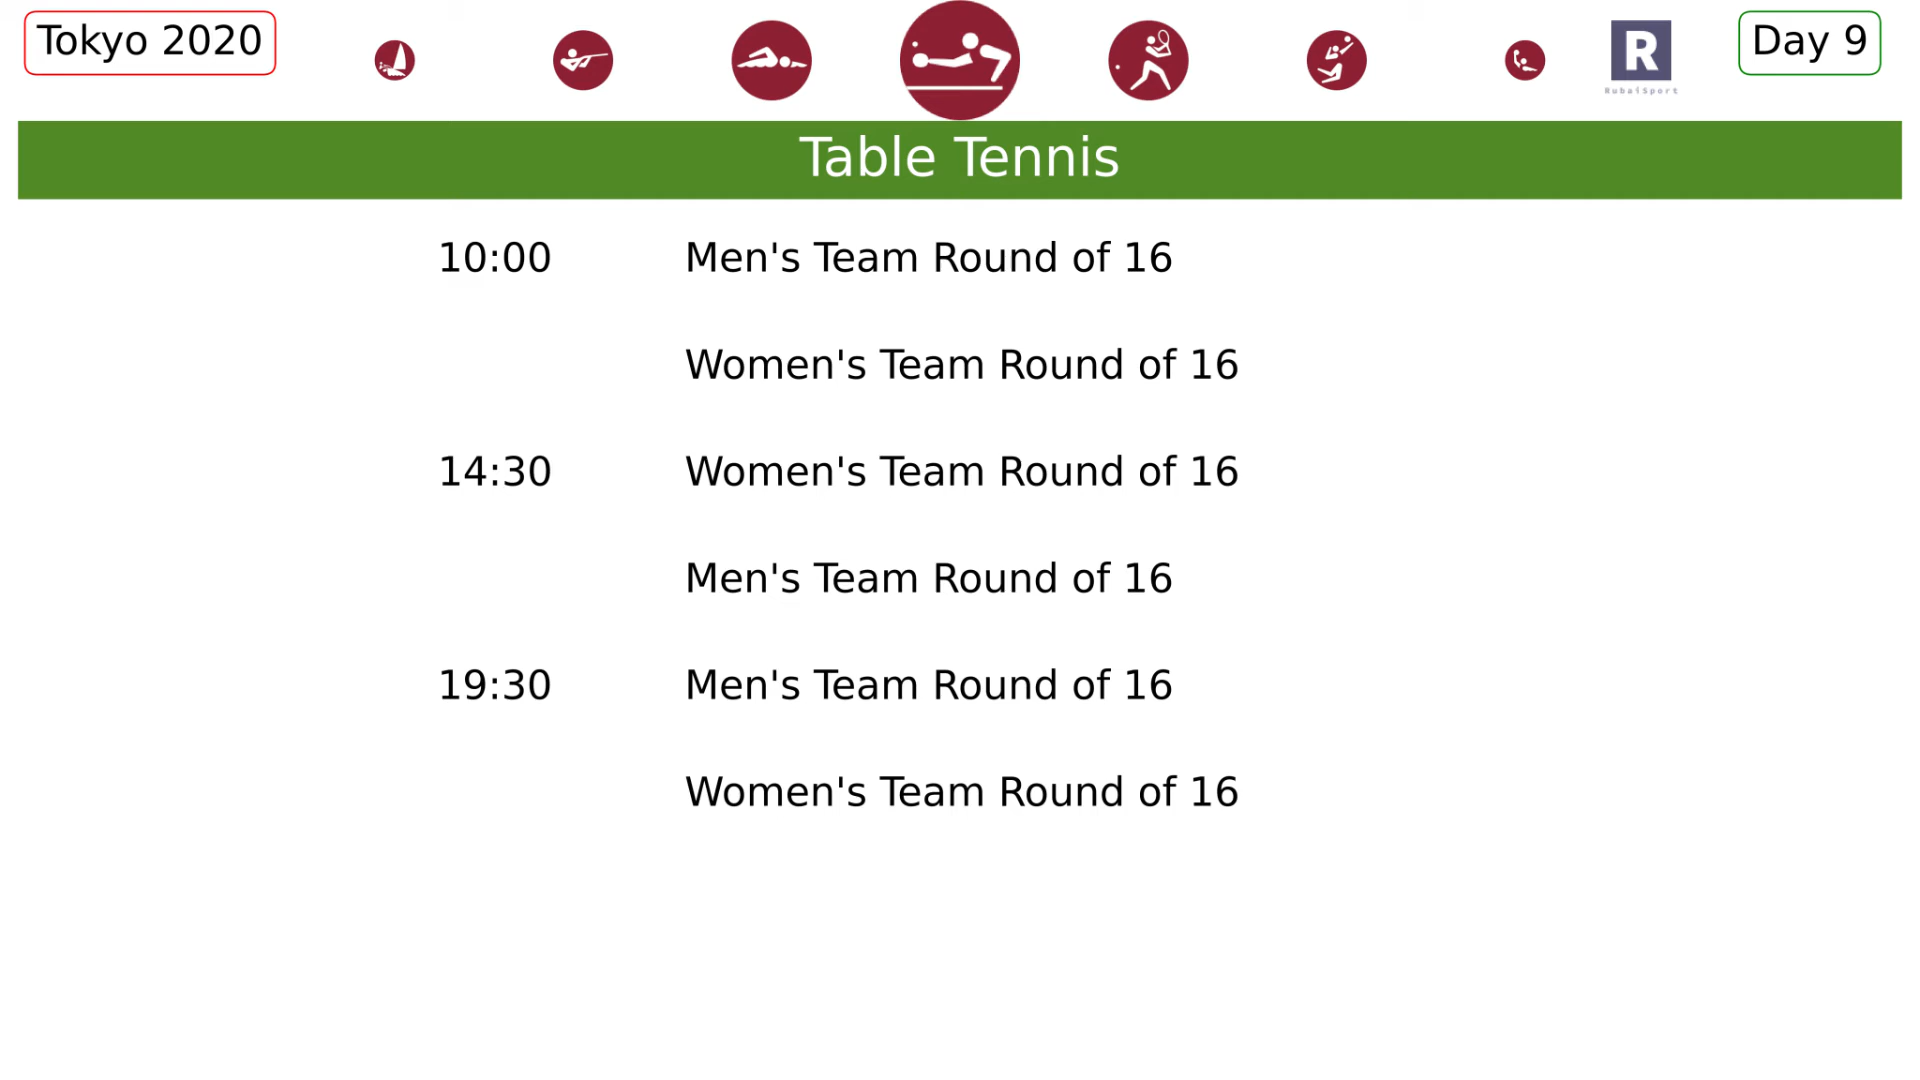 Tokyo 2020
R
RubaiSport
Day 9
Table Tennis
10:00 Men's Team Round of 16
Women's Team Round of 16
14:30 Women's Team Round of 16
Men's Team Round of 16
19:30 Men's Team Round of 16
Women's Team Round of 16